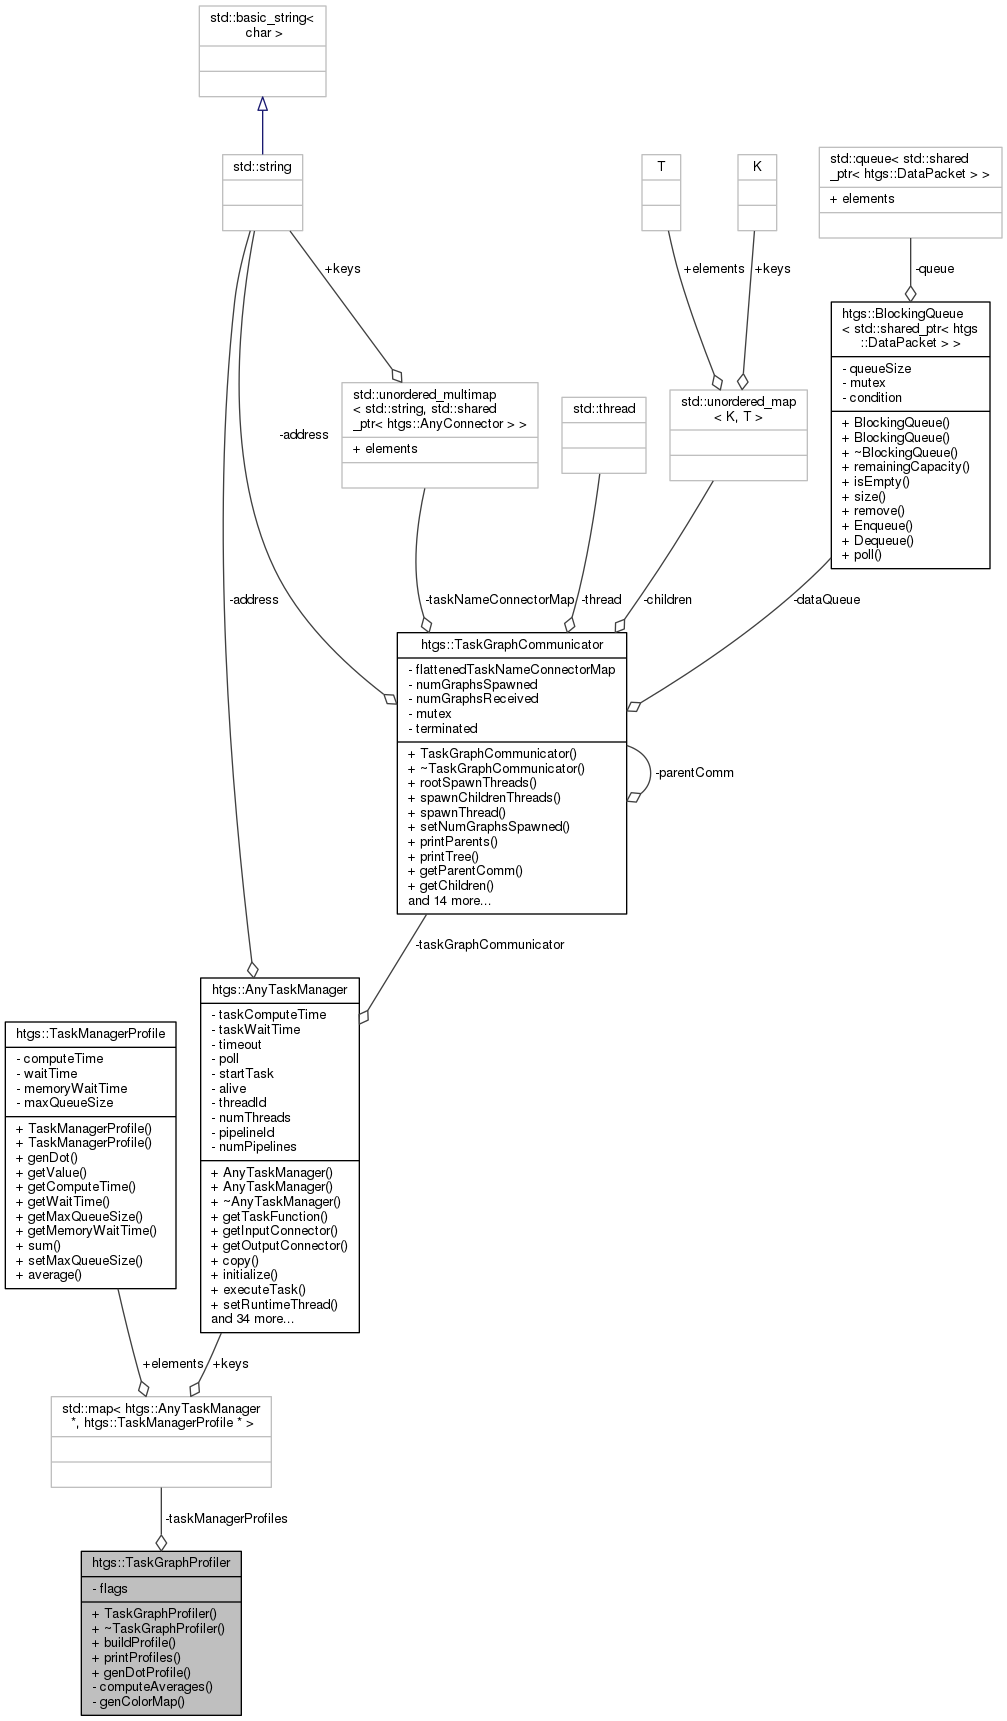 std::basic_string<
char >
std::string
T
K
std::queue< std::shared
_ptr< htgs::DataPacket > >
+ elements
+keys
+elements
+keys
-queue
htgs::BlockingQueue
< std::shared_ptr< htgs
::DataPacket > >
- queueSize
- mutex
- condition
+ BlockingQueue()
+ BlockingQueue()
+ ~BlockingQueue()
+ remainingCapacity()
+ isEmpty()
+ size()
+ remove()
+ Enqueue()
+ Dequeue()
+ poll()
std::unordered_multimap
< std::string, std::shared
_ptr< htgs::AnyConnector > >
+ elements
std::thread
std::unordered_map
< K, T >
-address
-address
-taskNameConnectorMap
-thread
-children
-dataQueue
htgs::TaskGraphCommunicator
- flattenedTaskNameConnectorMap
- numGraphsSpawned
- numGraphsReceived
- mutex
- terminated
+ TaskGraphCommunicator()
+ ~TaskGraphCommunicator()
+ rootSpawnThreads()
+ spawnChildrenThreads()
+ spawnThread()
+ setNumGraphsSpawned()
+ printParents()
+ printTree()
+ getParentComm()
+ getChildren()
and 14 more...
-parentComm
-taskGraphCommunicator
htgs::AnyTaskManager
- taskComputeTime
- taskWaitTime
- timeout
- poll
- startTask
- alive
- threadId
- numThreads
- pipelineId
- numPipelines
+ AnyTaskManager()
+ AnyTaskManager()
+ ~AnyTaskManager()
+ getTaskFunction()
+ getInputConnector()
+ getOutputConnector()
+ copy()
+ initialize()
+ executeTask()
+ setRuntimeThread()
and 34 more...
htgs::TaskManagerProfile
- computeTime
- waitTime
- memoryWaitTime
- maxQueueSize
+ TaskManagerProfile()
+ TaskManagerProfile()
+ genDot()
+ getValue()
+ getComputeTime()
+ getWaitTime()
+ getMaxQueueSize()
+ getMemoryWaitTime()
+ sum()
+ setMaxQueueSize()
+ average()
+elements
+keys
std::map< htgs::AnyTaskManager
*, htgs::TaskManagerProfile * >
-taskManagerProfiles
htgs::TaskGraphProfiler
- flags
+ TaskGraphProfiler()
+ ~TaskGraphProfiler()
+ buildProfile()
+ printProfiles()
+ genDotProfile()
- computeAverages()
- genColorMap()